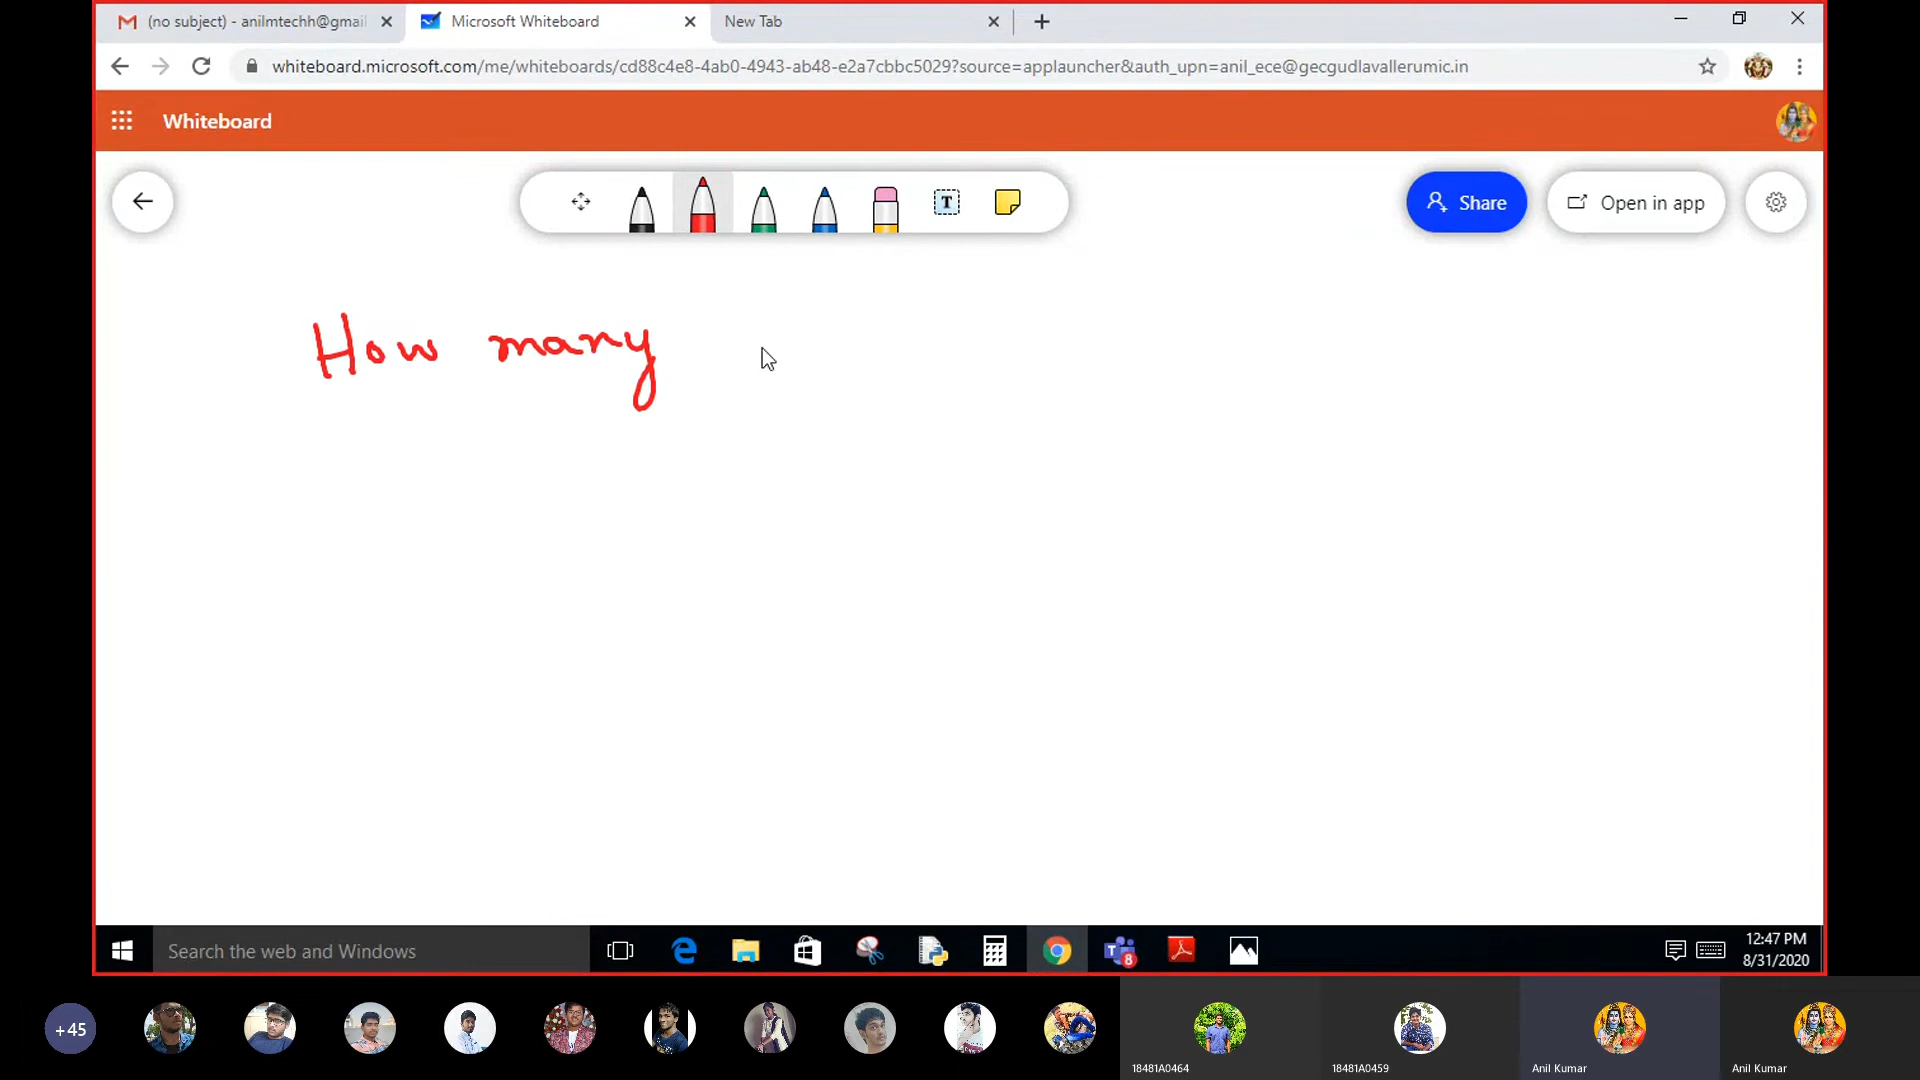 (no subject) - anilmtechh@gmail
Microsoft Whiteboard
New Tab
whiteboard.microsoft.com/me/whiteboards/cd88c4e8-4ab0-4943-ab48-e2a7cbbc5029?source=applauncher&auth_upn=anil_ece@gecgudlavallerumic.in
Whiteboard
T
Share
Open in app
How many
Search the web and Windows
8
12:47 PM
8/31/2020
+45
18481A0464
18481A0459
Anil Kumar
Anil Kumar